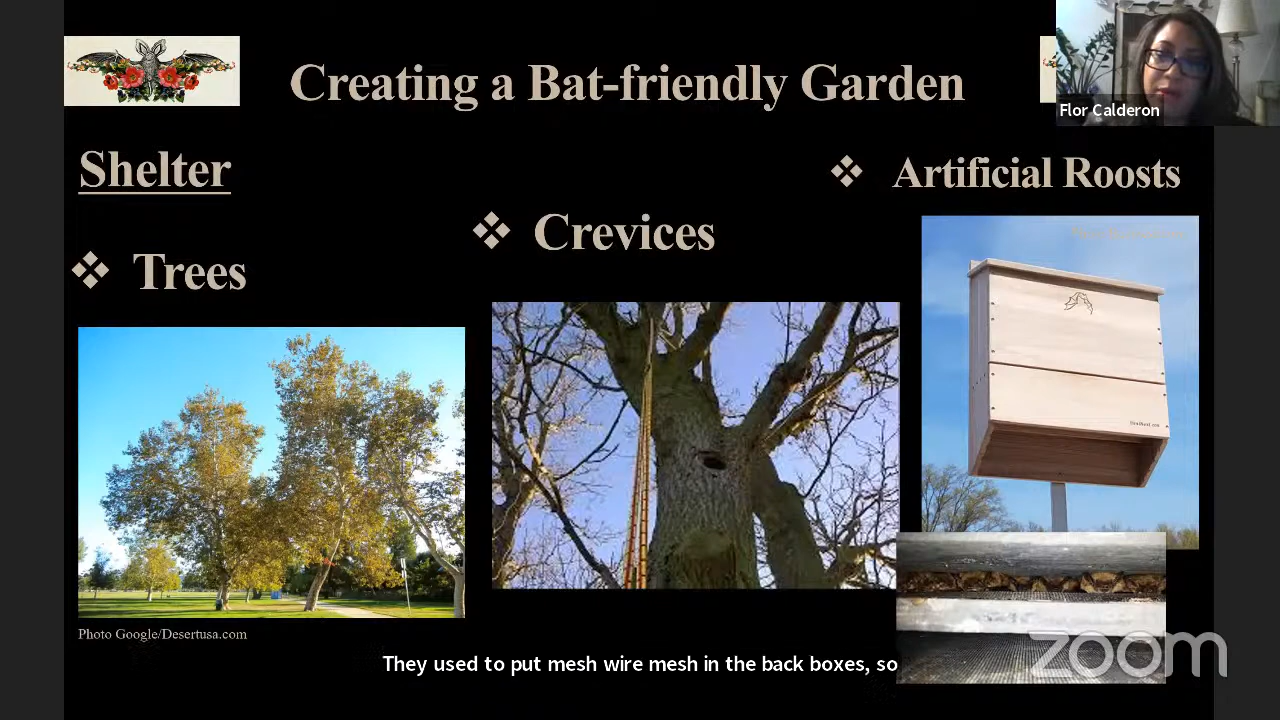 Creating a Bat-friendly Garden
Flor Calderon
Shelter
❖ Artificial Roosts
❖ Crevices
❖ Trees
Photo Google/Desertusa.com
They used to put mesh wire mesh in the back boxes, so
zoom